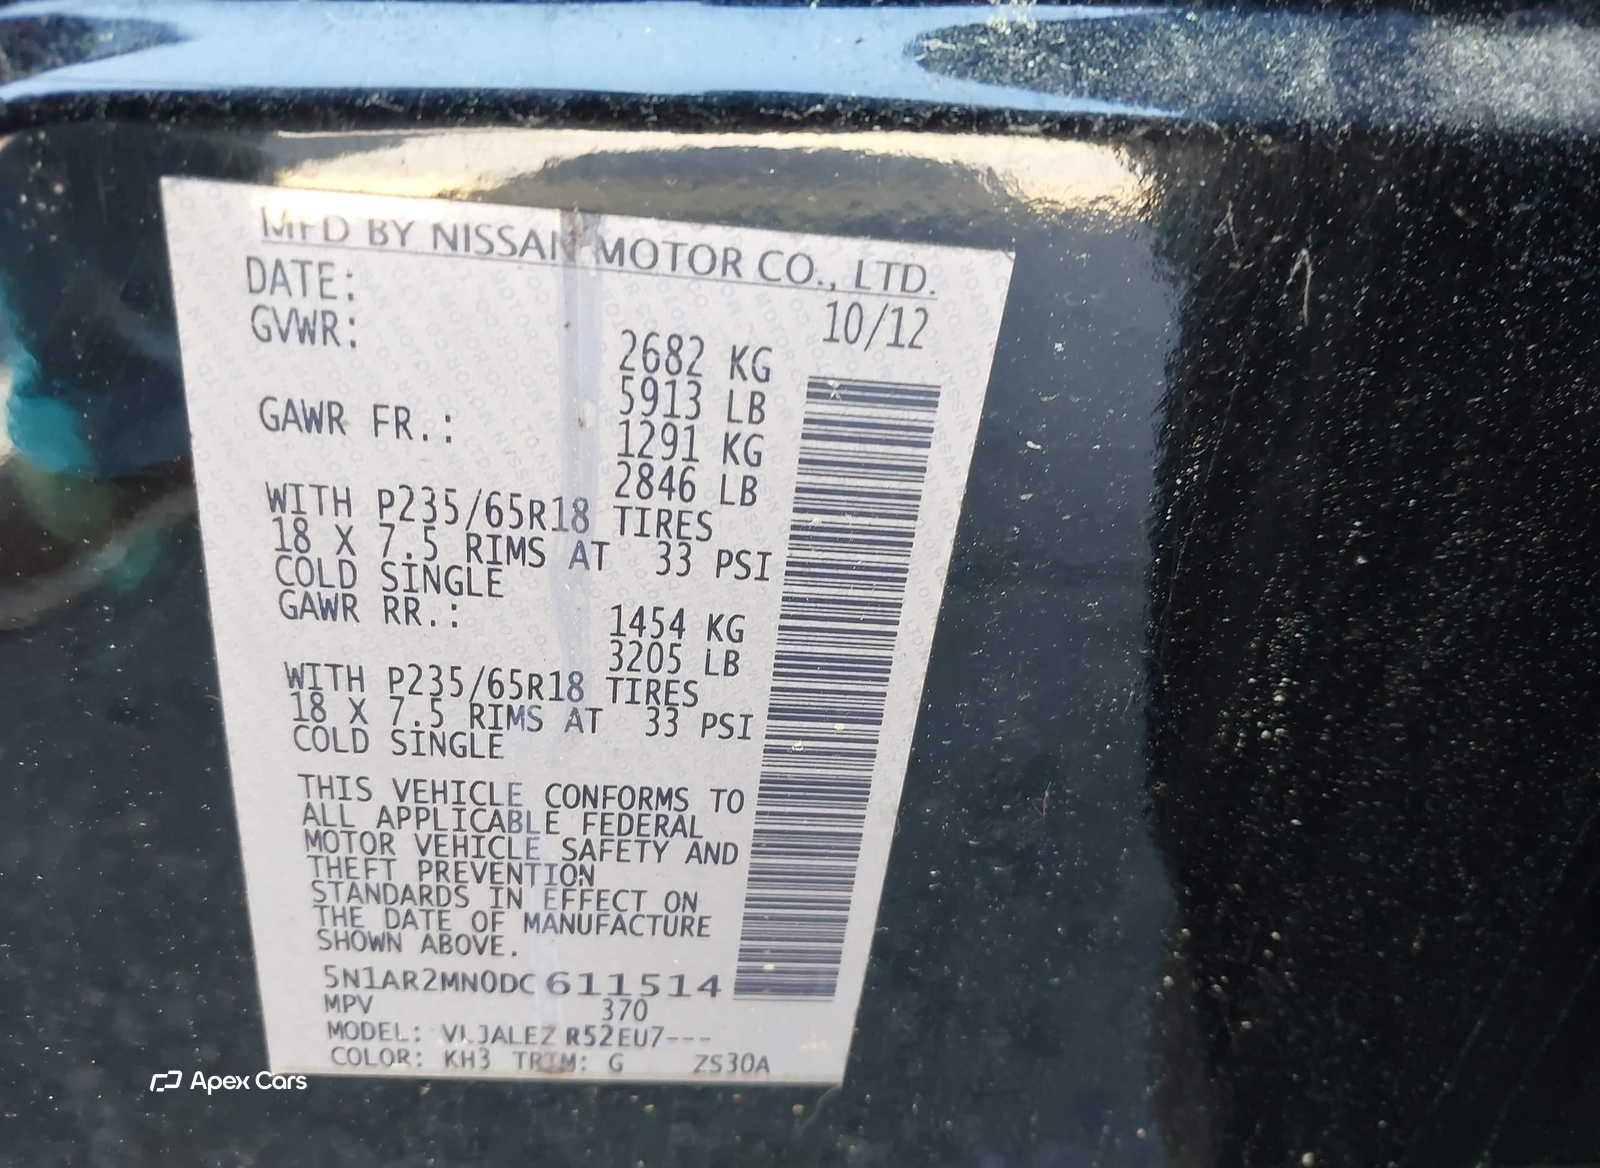 MFD BY NISSAN MOTOR CO., LTD.
DATE: 10/12
GVWR: 2682 KG
5913 LB
GAWR FR.: 1291 KG
2846 LB
WITH P235/65R18 TIRES
18 X 7.5 RIMS AT 33 PSI
COLD SINGLE
GAWR RR.: 1454 KG
3205 LB
WITH P235/65R18 TIRES
18 X 7.5 RIMS AT 33 PSI
COLD SINGLE
THIS VEHICLE CONFORMS TO
ALL APPLICABLE FEDERAL
MOTOR VEHICLE SAFETY AND
THEFT PREVENTION
STANDARDS IN EFFECT ON
THE DATE OF MANUFACTURE
SHOWN ABOVE.
5N1AR2MN0DC611514
MPV 370
MODEL: R52EU7---
COLOR: KH3 TRIM: G ZS30A
Apex Cars